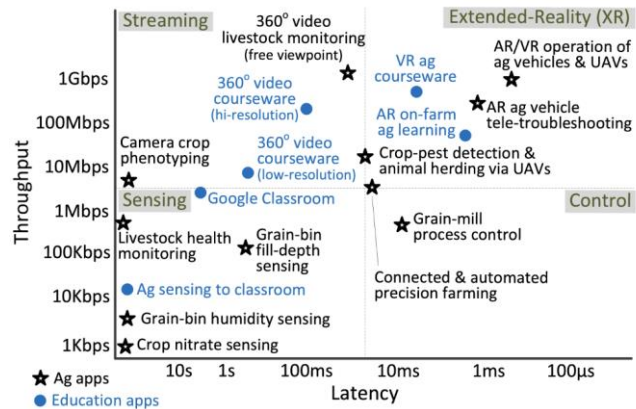 Streaming
360° video
livestock monitoring
(free viewpoint)
Extended-Reality (XR)
AR/VR operation of
ag vehicles & UAVs
VR ag
courseware
360° video
courseware
(hi-resolution)
AR on-farm
ag learning
AR ag vehicle
tele-troubleshooting
Camera crop
phenotyping
360° video
courseware
(low-resolution)
Crop-pest detection &
animal herding via UAVs
Sensing
Google Classroom
Control
Livestock health
monitoring
Grain-bin
fill-depth
sensing
Grain-mill
process control
Connected & automated
precision farming
Ag sensing to classroom
Grain-bin humidity sensing
Crop nitrate sensing
Throughput
1Gbps
100Mbps
10Mbps
1Mbps
100Kbps
10Kbps
1Kbps
10s
1s
100ms
10ms
1ms
100µs
Latency
Ag apps
Education apps